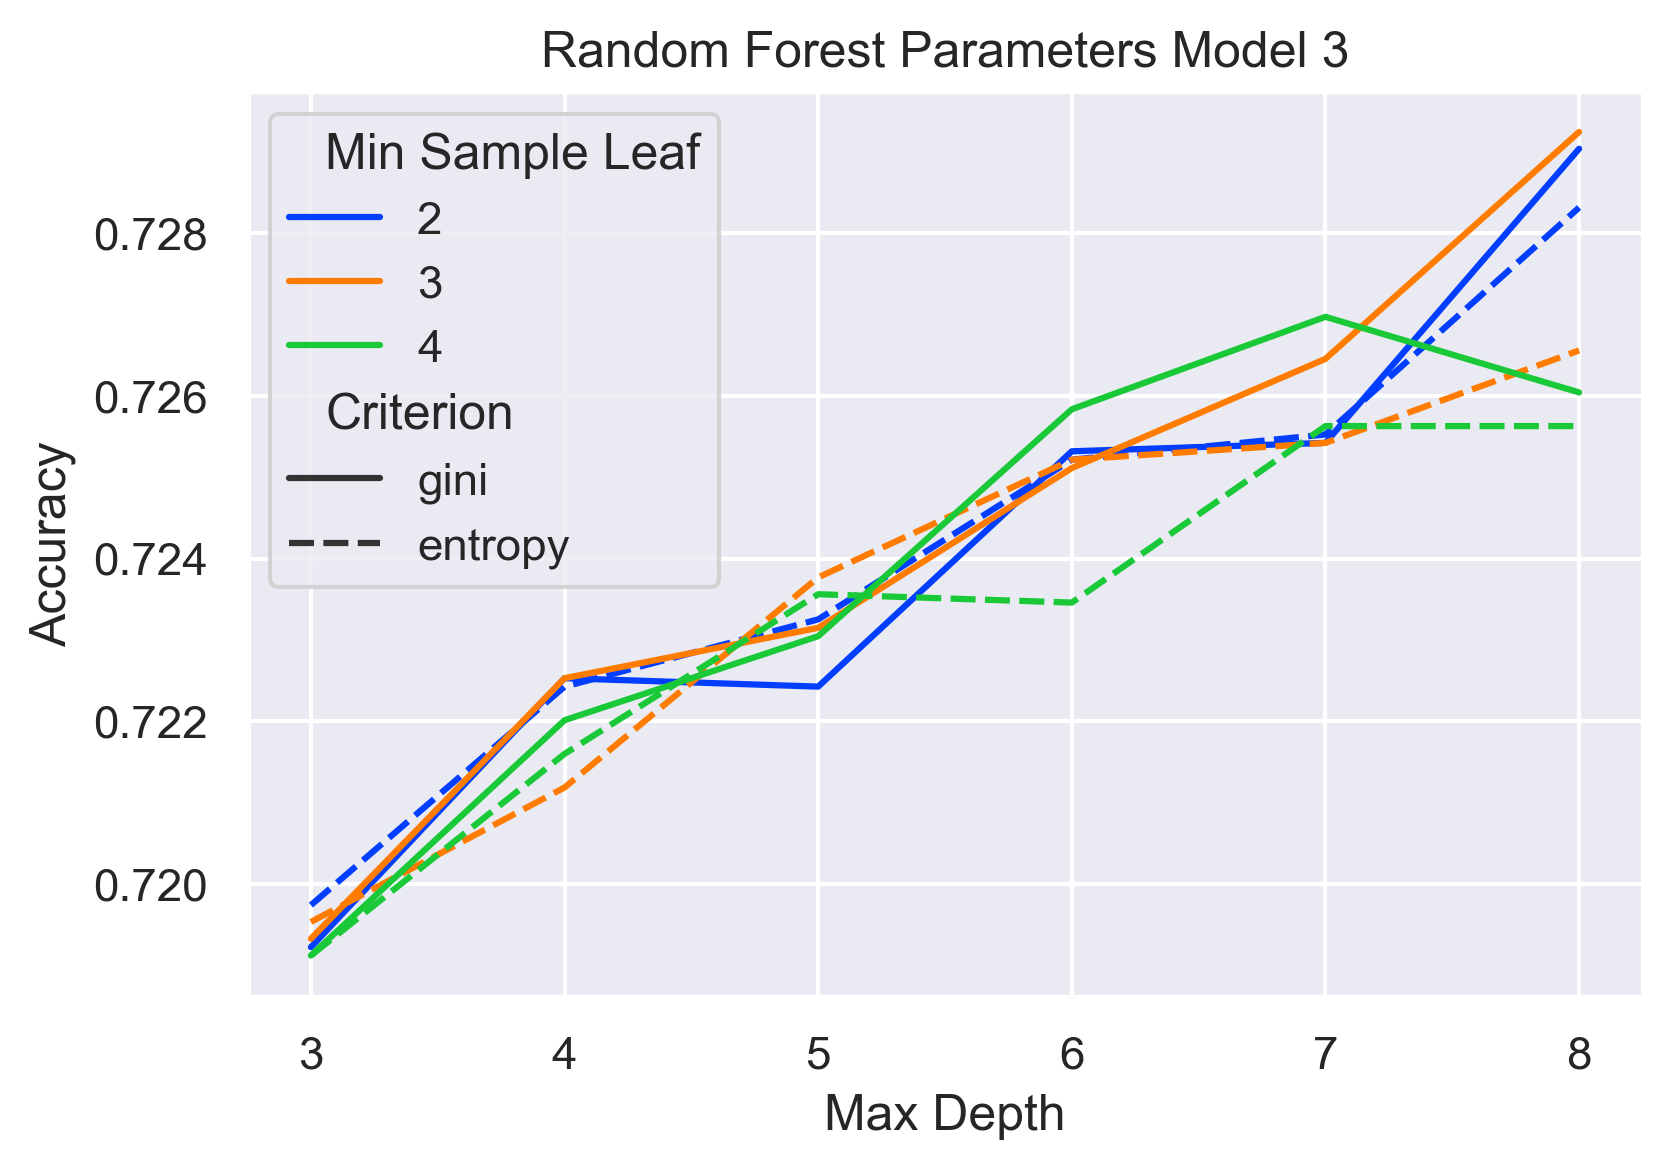 Random Forest Parameters Model 3
Min Sample Leaf
2
3
4
Criterion
gini
entropy
0.728
0.726
0.724
0.722
0.720
Accuracy
3 4 5 6 7 8
Max Depth